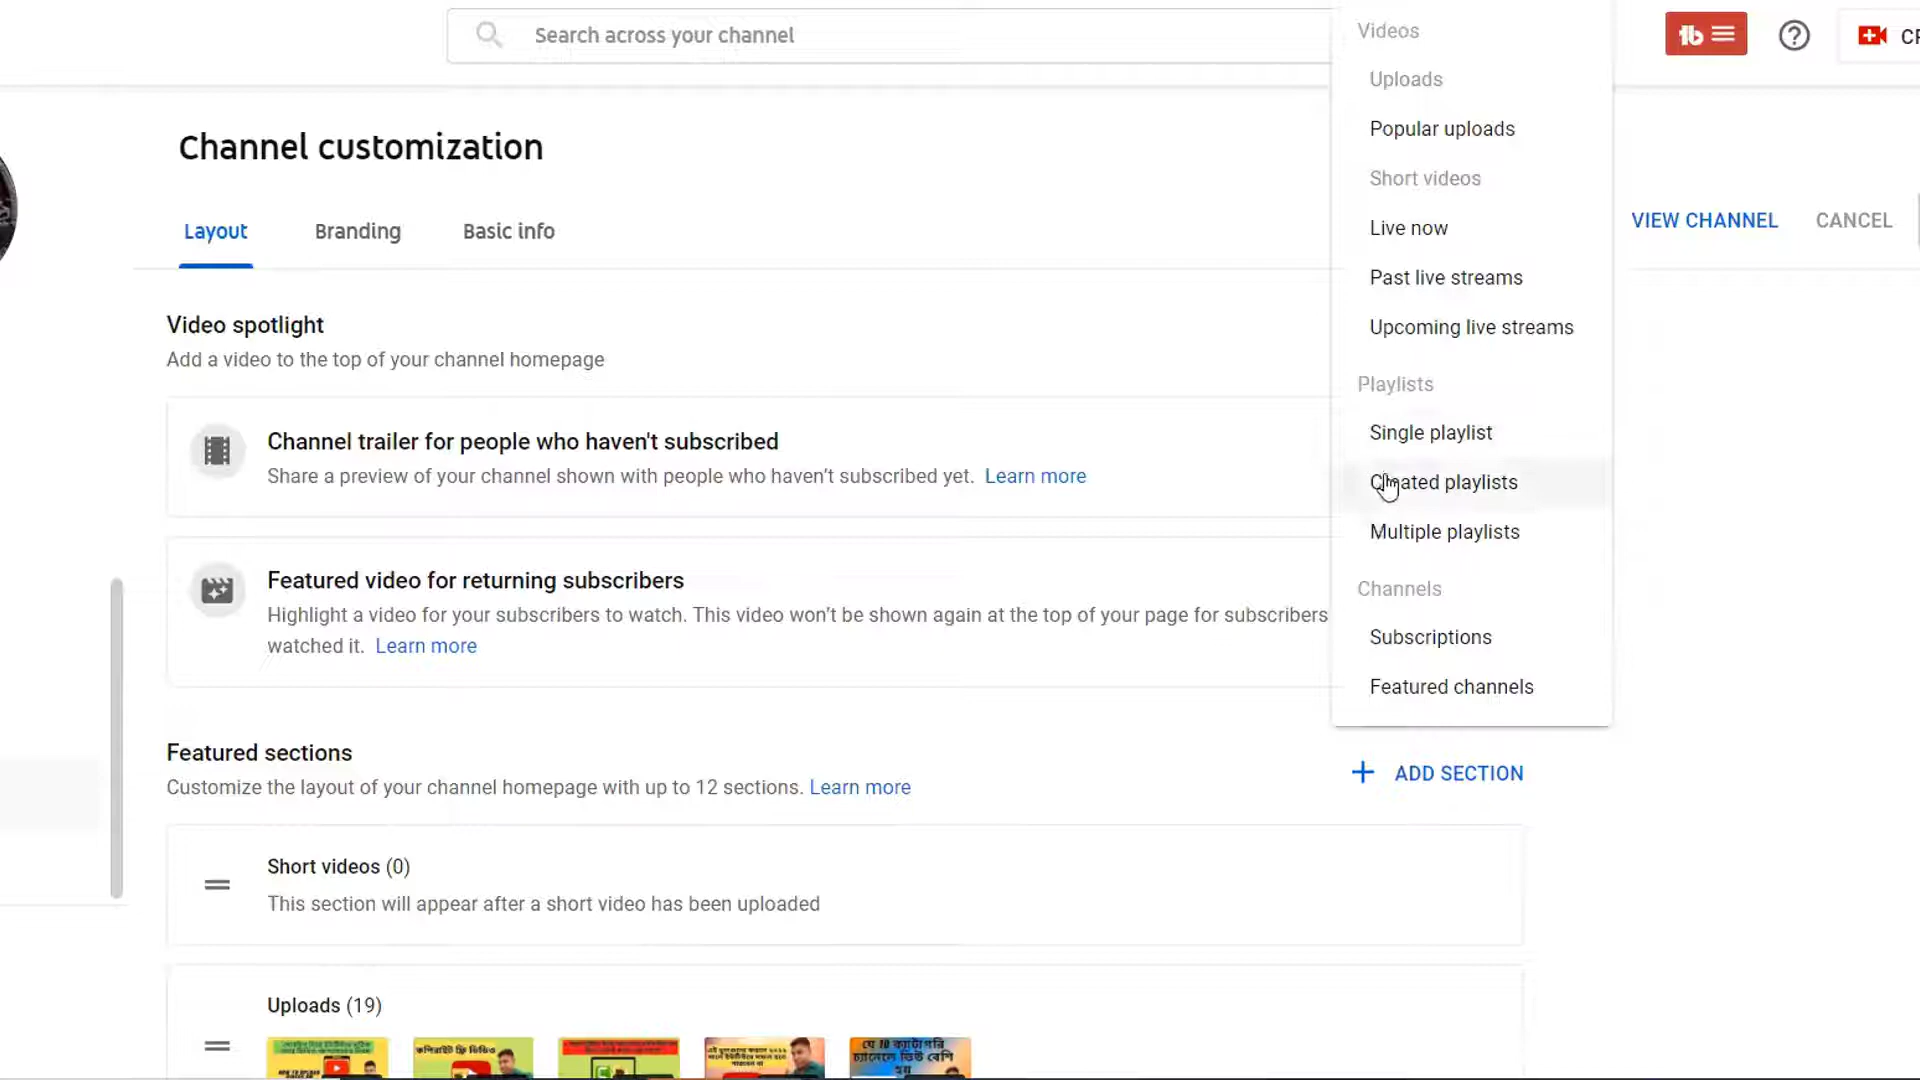 Search across your channel
CR
Channel customization
Layout
Branding
Basic info
VIEW CHANNEL
CANCEL
Videos
Uploads
Popular uploads
Short videos
Live now
Past live streams
Upcoming live streams
Playlists
Single playlist
Created playlists
Multiple playlists
Channels
Subscriptions
Featured channels
Video spotlight
Add a video to the top of your channel homepage
Channel trailer for people who haven't subscribed
Share a preview of your channel shown with people who haven’t subscribed yet. Learn more
Featured video for returning subscribers
Highlight a video for your subscribers to watch. This video won’t be shown again at the top of your page for subscribers
watched it. Learn more
Featured sections
Customize the layout of your channel homepage with up to 12 sections. Learn more
ADD SECTION
Short videos (0)
This section will appear after a short video has been uploaded
Uploads (19)
কপিরাইট ফ্রি ভিডিও
যে 10 ক্যাটাগরি
চ্যানেলে ভিউ বেশি
হয়